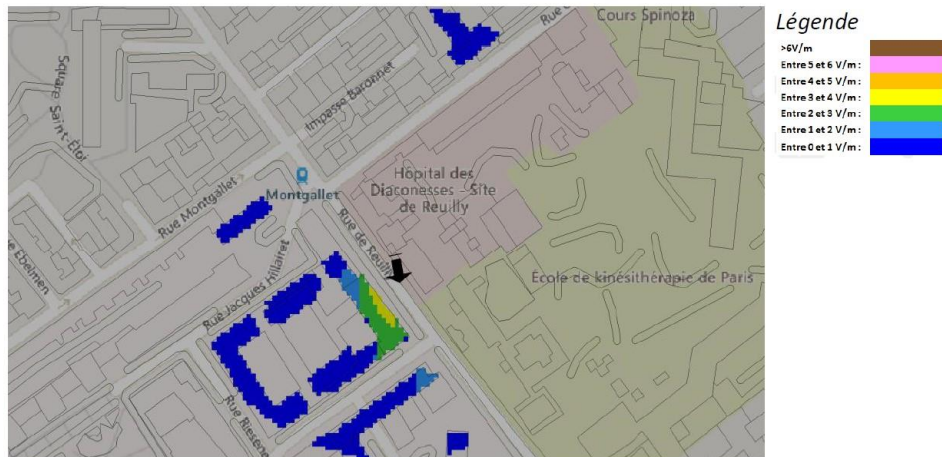 Cours Spinoza
Square Saint-Éloi
Impasse Baronnet
Montgallet
Rue Montgallet
Hôpital des
Diaconesses - Site
de Reuilly
Rue de Reuilly
Rue Jacques Hillairet
École de kinésithérapie de Paris
Légende
>6V/m
Entre 5 et 6 V/m :
Entre 4 et 5 V/m :
Entre 3 et 4 V/m :
Entre 2 et 3 V/m :
Entre 1 et 2 V/m :
Entre 0 et 1 V/m :